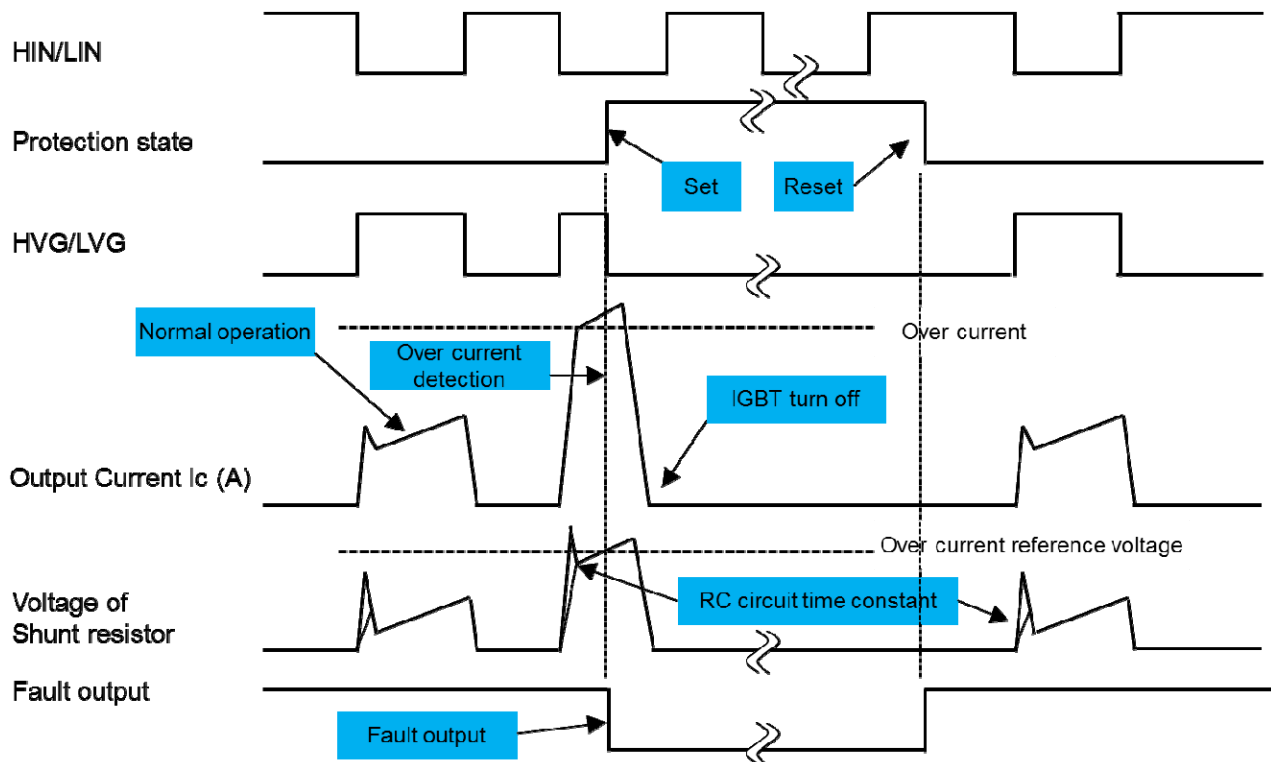 HIN/LIN
Protection state
Set
Reset
HVG/LVG
Normal operation
Over current
Over current
detection
IGBT turn off
Output Current Ic (A)
Over current reference voltage
RC circuit time constant
Voltage of
Shunt resistor
Fault output
Fault output